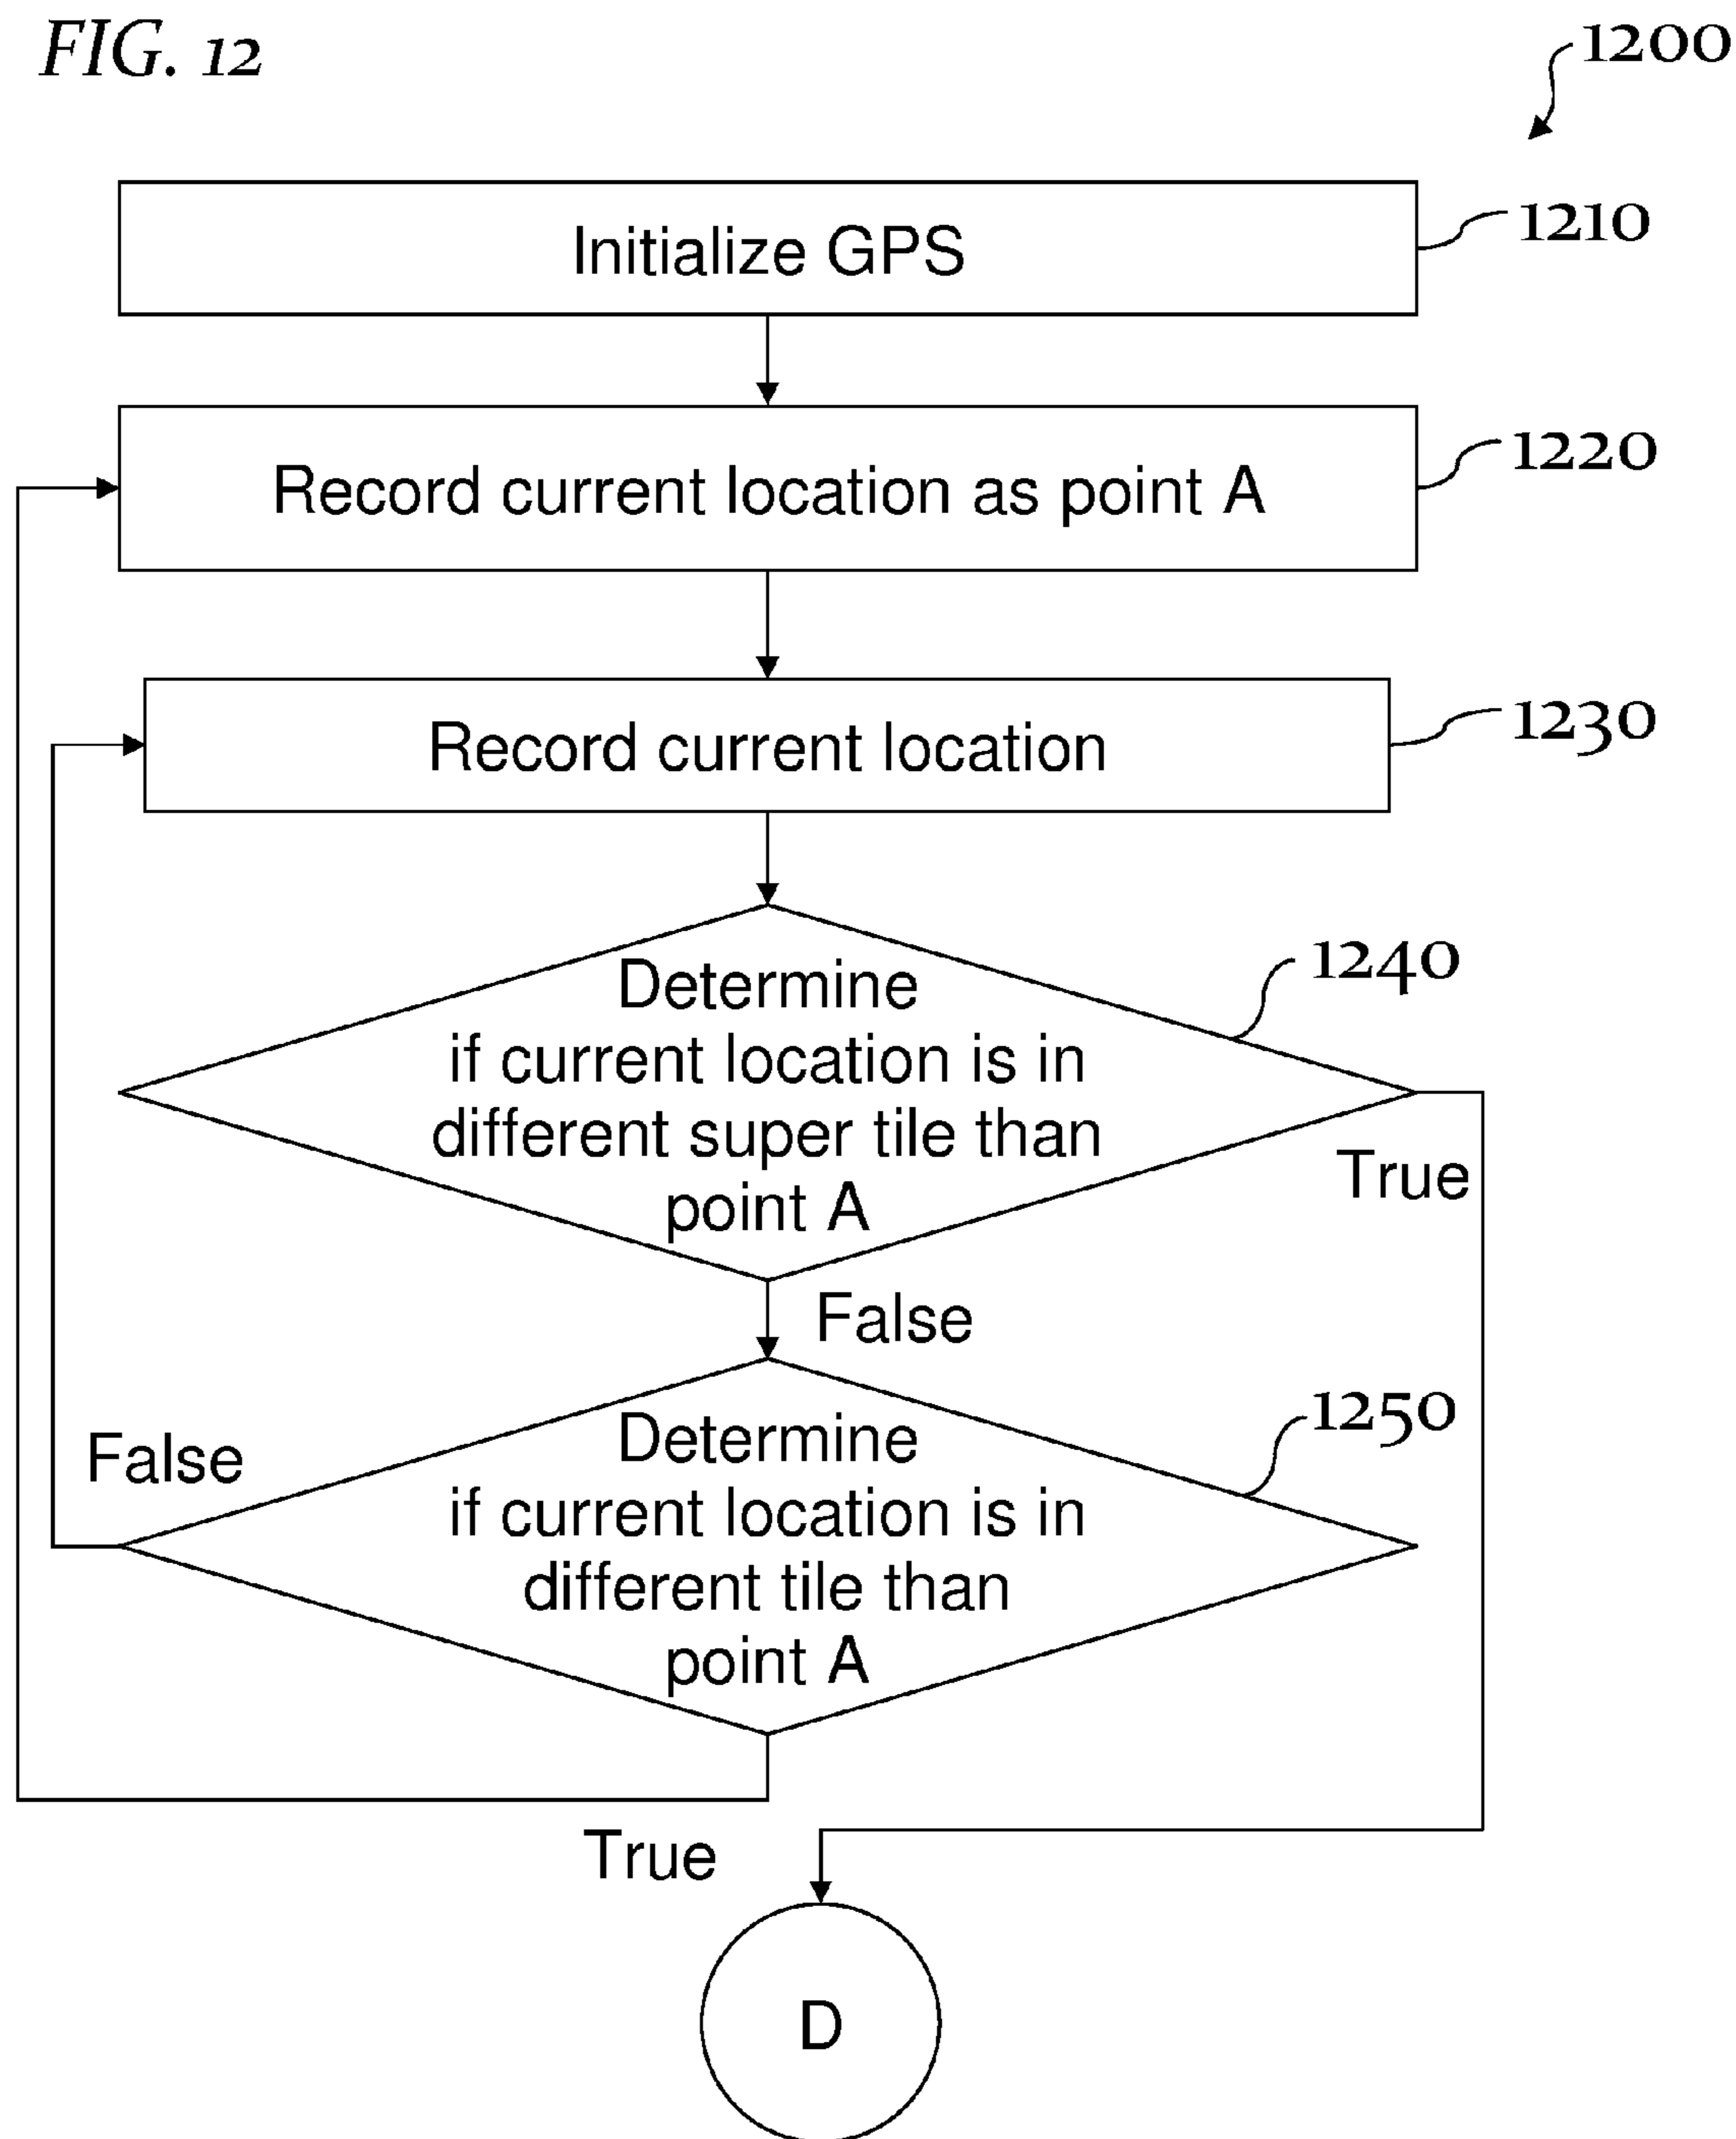 FIG. 12
1200
Initialize GPS
1210
Record current location as point A
1220
Record current location
1230
Determine
if current location is in
different super tile than
point A
1240
True
False
Determine
if current location is in
different tile than
point A
1250
False
True
D